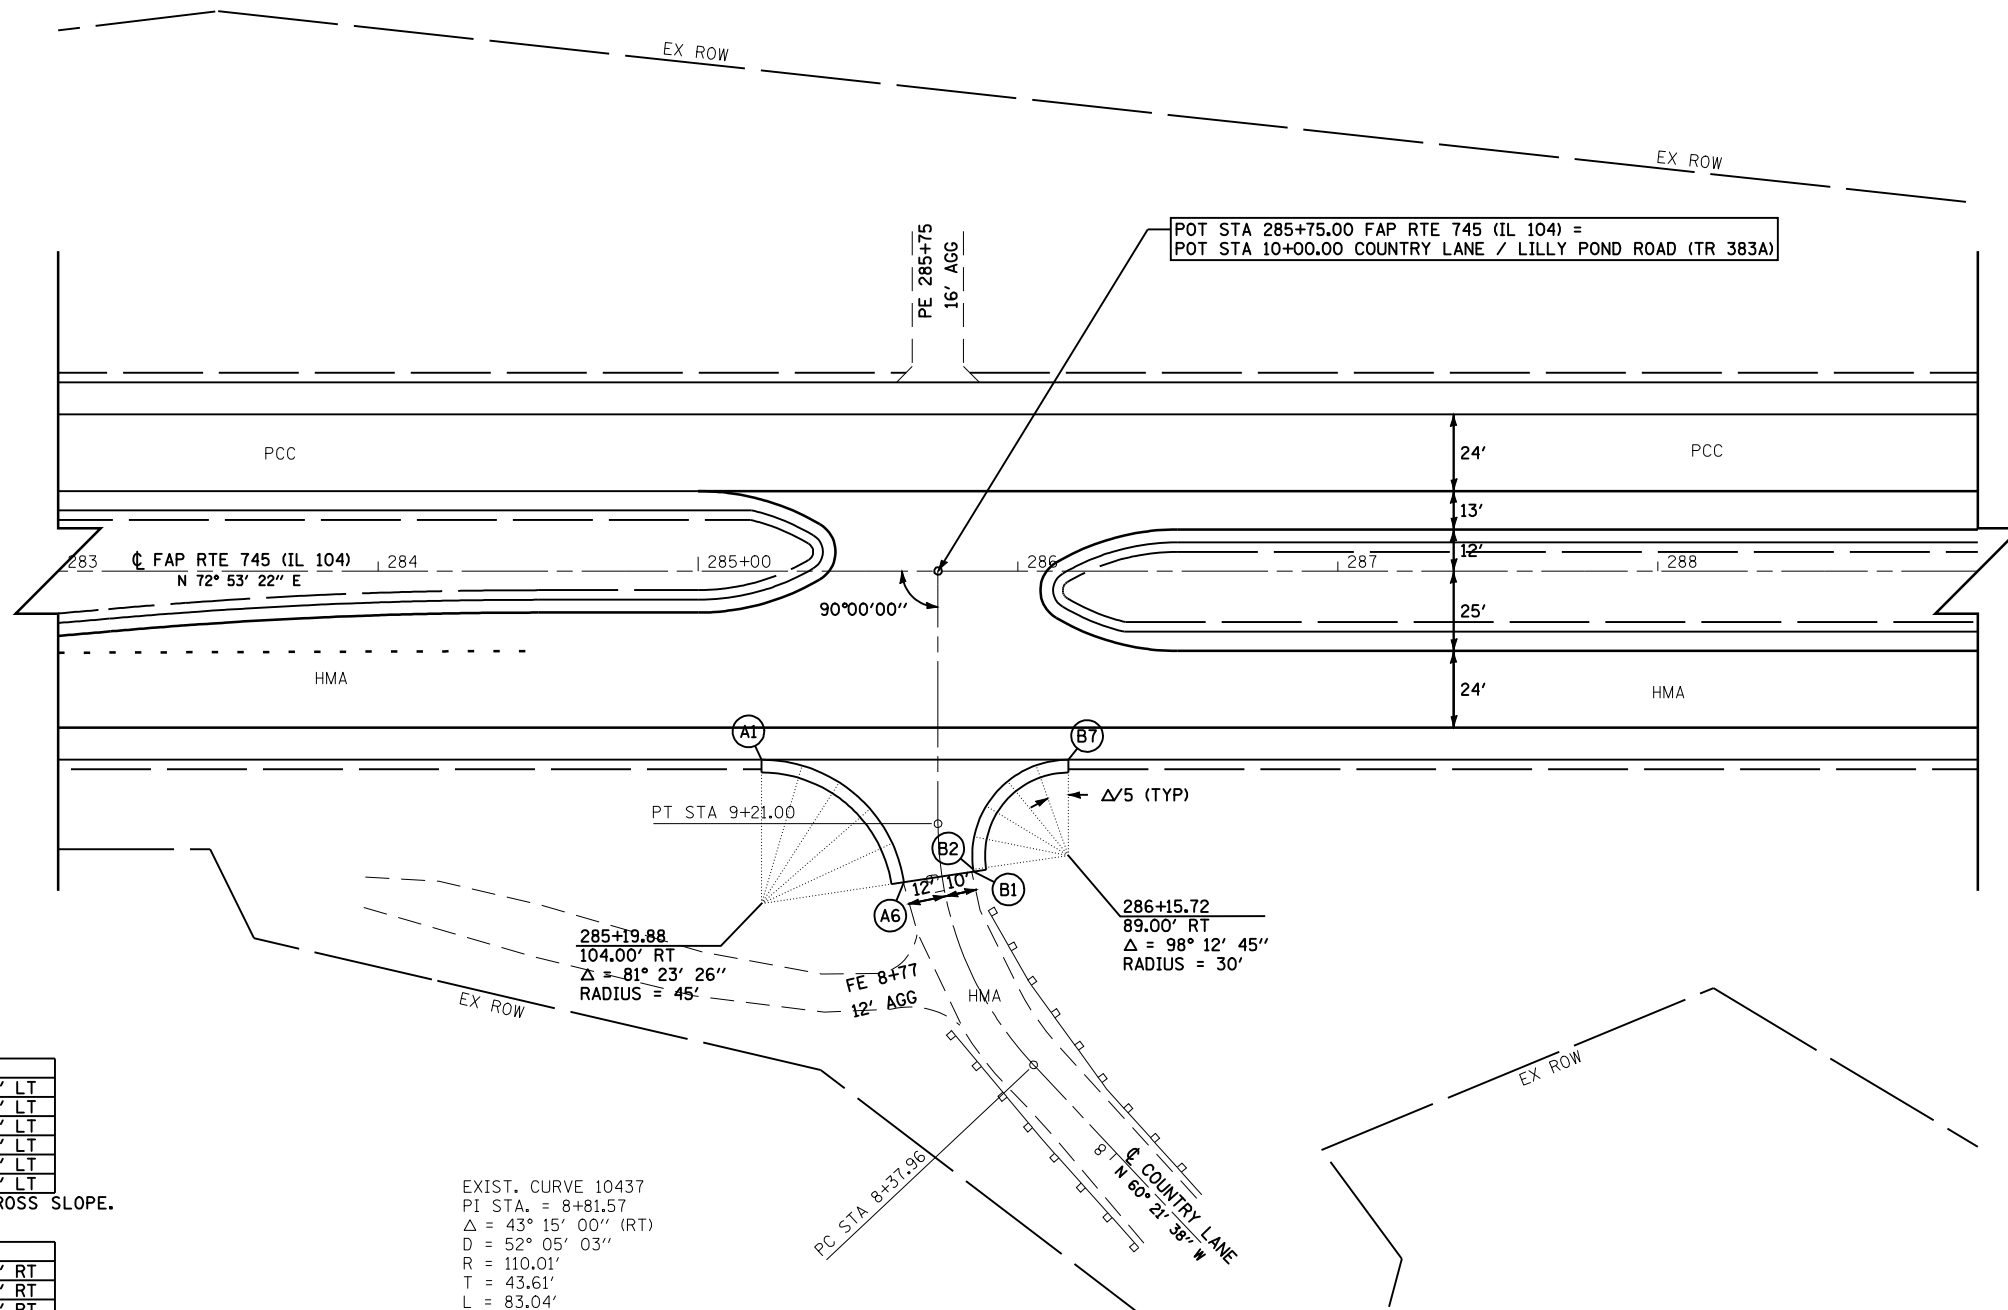 EX ROW
EX ROW
POT STA 285+75.00 FAP RTE 745 (IL 104) =
POT STA 10+00.00 COUNTRY LANE / LILLY POND ROAD (TR 383A)
PE 285+75
16' AGG
PCC
PCC
24'
13'
12'
25'
24'
283
℄ FAP RTE 745 (IL 104)
N 72° 53' 22" E
284
285+00
286
287
288
90°00'00"
HMA
HMA
A1
B7
Δ/5 (TYP)
PT STA 9+21.00
B2
12'
10'
B1
A6
285+19.88
104.00' RT
Δ = 81° 23' 26"
RADIUS = 45'
286+15.72
89.00' RT
Δ = 98° 12' 45"
RADIUS = 30'
FE 8+77
12' AGG
HMA
EX ROW
EX ROW
8
℄ COUNTRY LANE
N 60° 21' 38" W
PC STA 8+37.96
' LT
' LT
' LT
' LT
' LT
' LT
ROSS SLOPE.
' RT
' RT
' RT
EXIST. CURVE 10437
PI STA. = 8+81.57
Δ = 43° 15' 00" (RT)
D = 52° 05' 03"
R = 110.01'
T = 43.61'
L = 83.04'